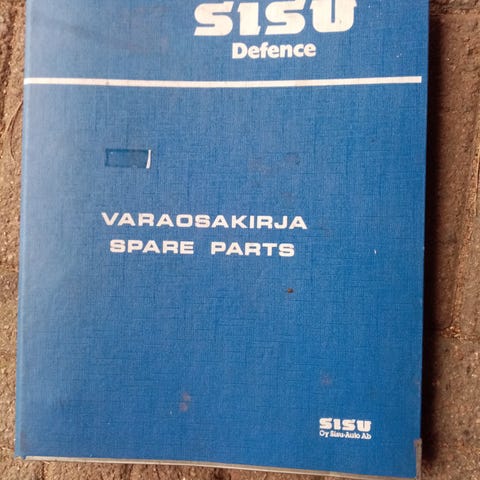 SISU
Defence
VARAOSAKIRJA
SPARE PARTS
SISU
Oy Sisu-Auto Ab